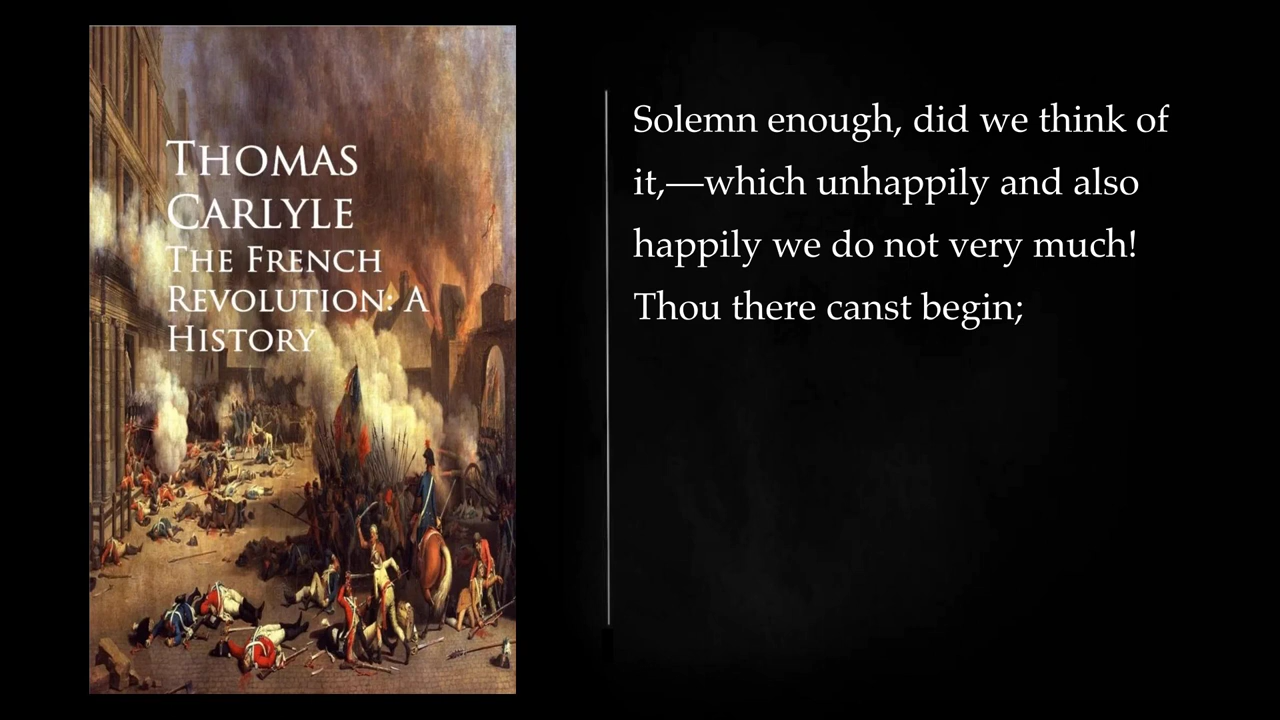 THOMAS
CARLYLE
THE FRENCH
REVOLUTION: A
HISTORY
Solemn enough, did we think of
it,—which unhappily and also
happily we do not very much!
Thou there canst begin;